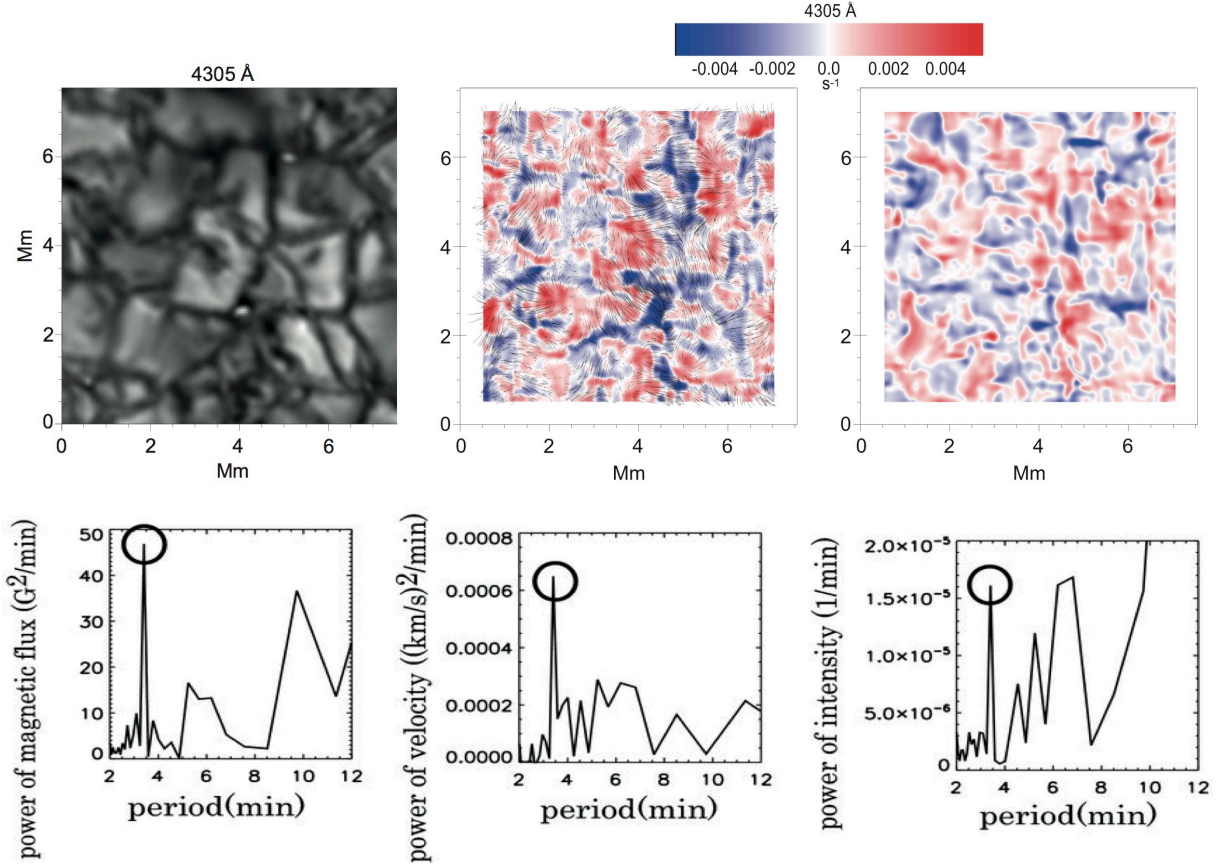 4305 Å
-0.004 -0.002 0.0 0.002 0.004
s⁻¹
4305 Å
Mm
6
4
2
0
0 2 4 6
Mm
6
4
2
0
0 2 4 6
Mm
6
4
2
0
0 2 4 6
Mm
power of magnetic flux (G²/min)
50
40
30
20
10
0
2 4 6 8 10 12
period(min)
power of velocity ((km/s)²/min)
0.0008
0.0006
0.0004
0.0002
0.0000
2 4 6 8 10 12
period(min)
power of intensity (1/min)
2.0×10⁻⁵
1.5×10⁻⁵
1.0×10⁻⁵
5.0×10⁻⁶
0
2 4 6 8 10 12
period(min)